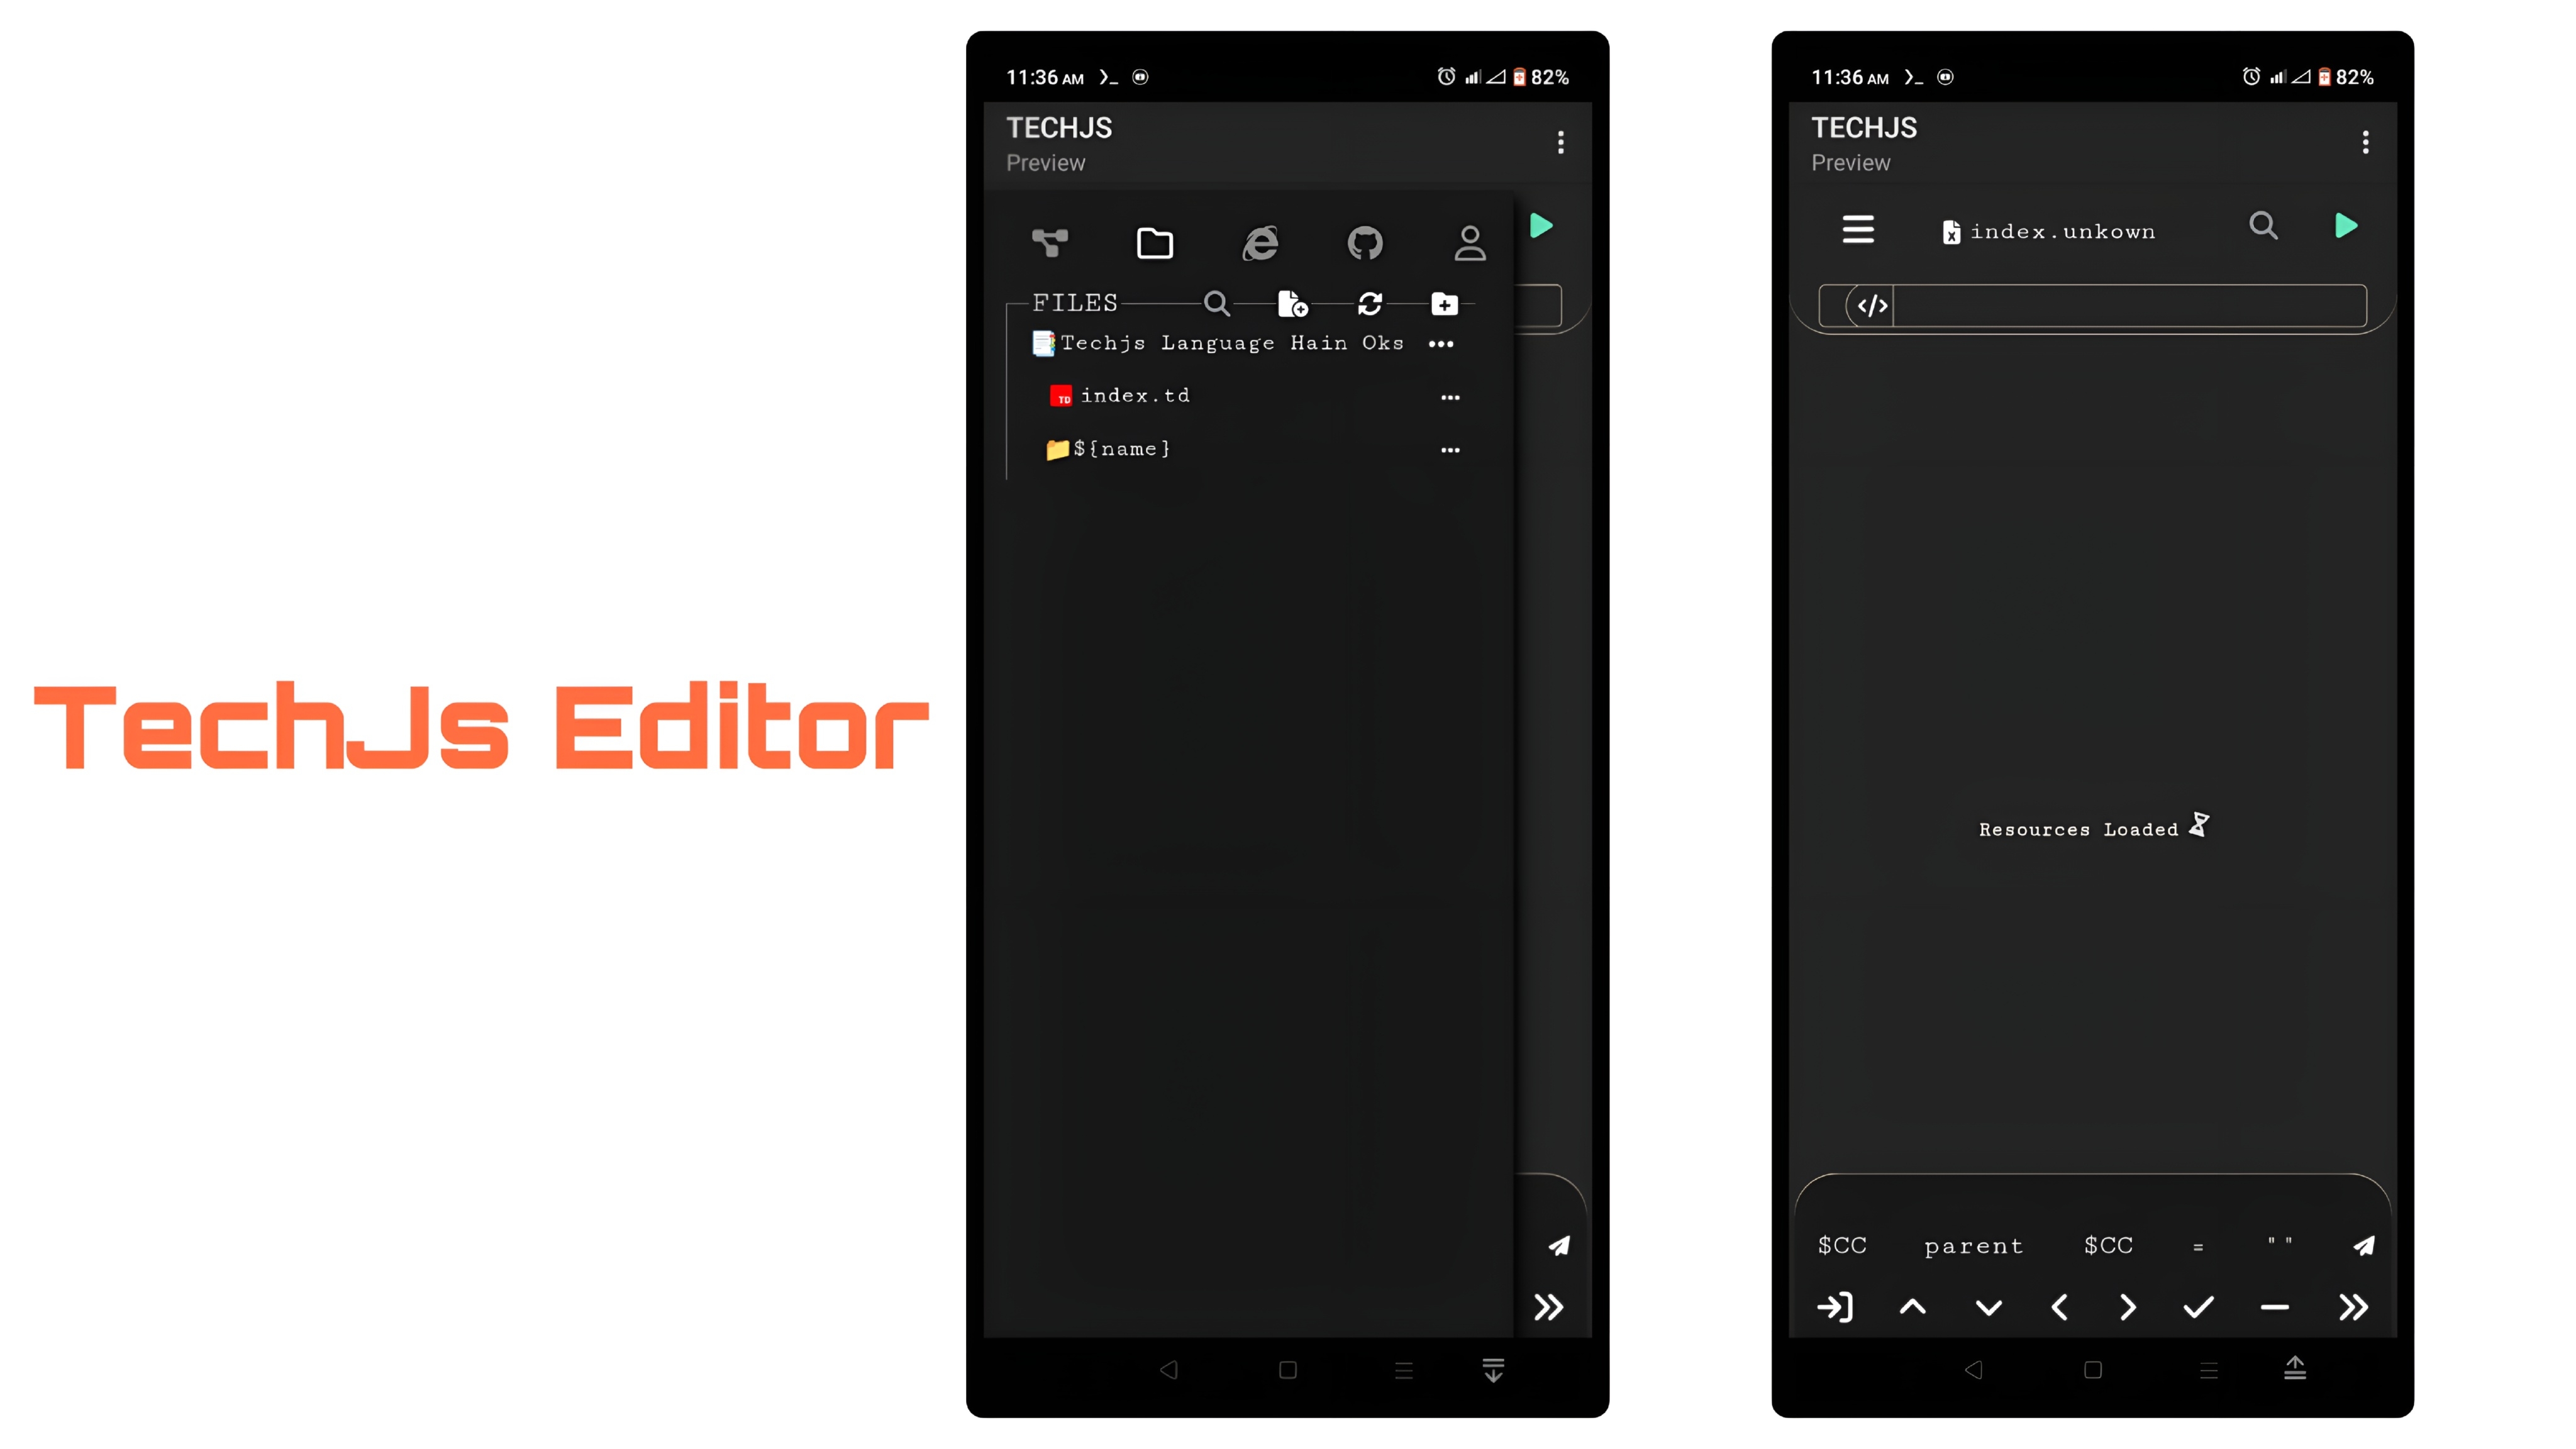 TechJs Editor
11:36 AM
82%
TECHJS
Preview
FILES
Techjs Language Hain Oks
TD
index.td
${name}
11:36 AM
82%
TECHJS
Preview
index.unkown
</>
Resources Loaded
$CC parent $CC = " "